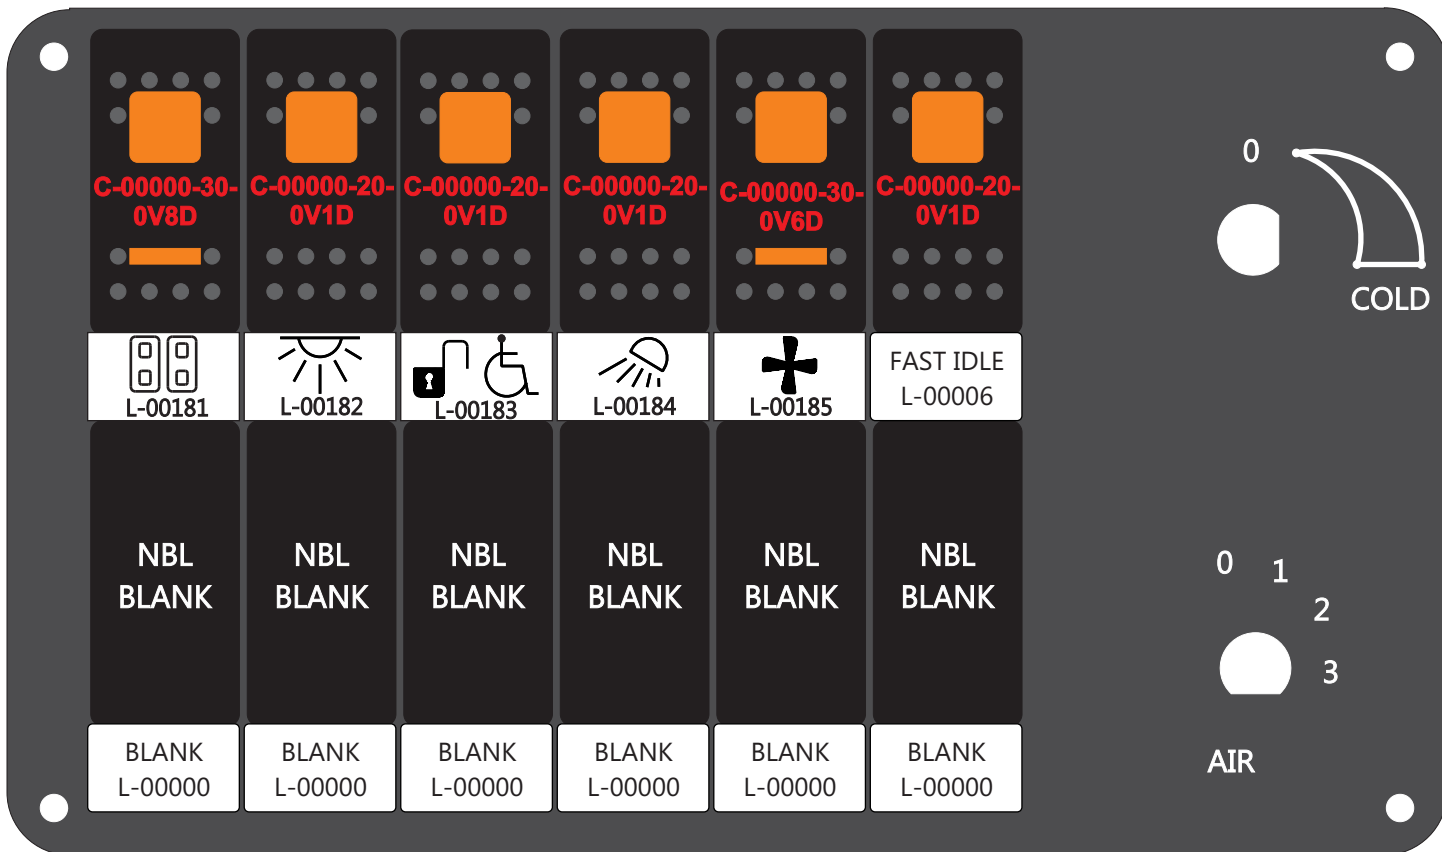 C-00000-30-
0V8D
C-00000-20-
0V1D
C-00000-20-
0V1D
C-00000-20-
0V1D
C-00000-30-
0V6D
C-00000-20-
0V1D
0
COLD
L-00181
L-00182
L-00183
L-00184
L-00185
FAST IDLE
L-00006
NBL
BLANK
NBL
BLANK
NBL
BLANK
NBL
BLANK
NBL
BLANK
NBL
BLANK
0
1
2
3
AIR
BLANK
L-00000
BLANK
L-00000
BLANK
L-00000
BLANK
L-00000
BLANK
L-00000
BLANK
L-00000